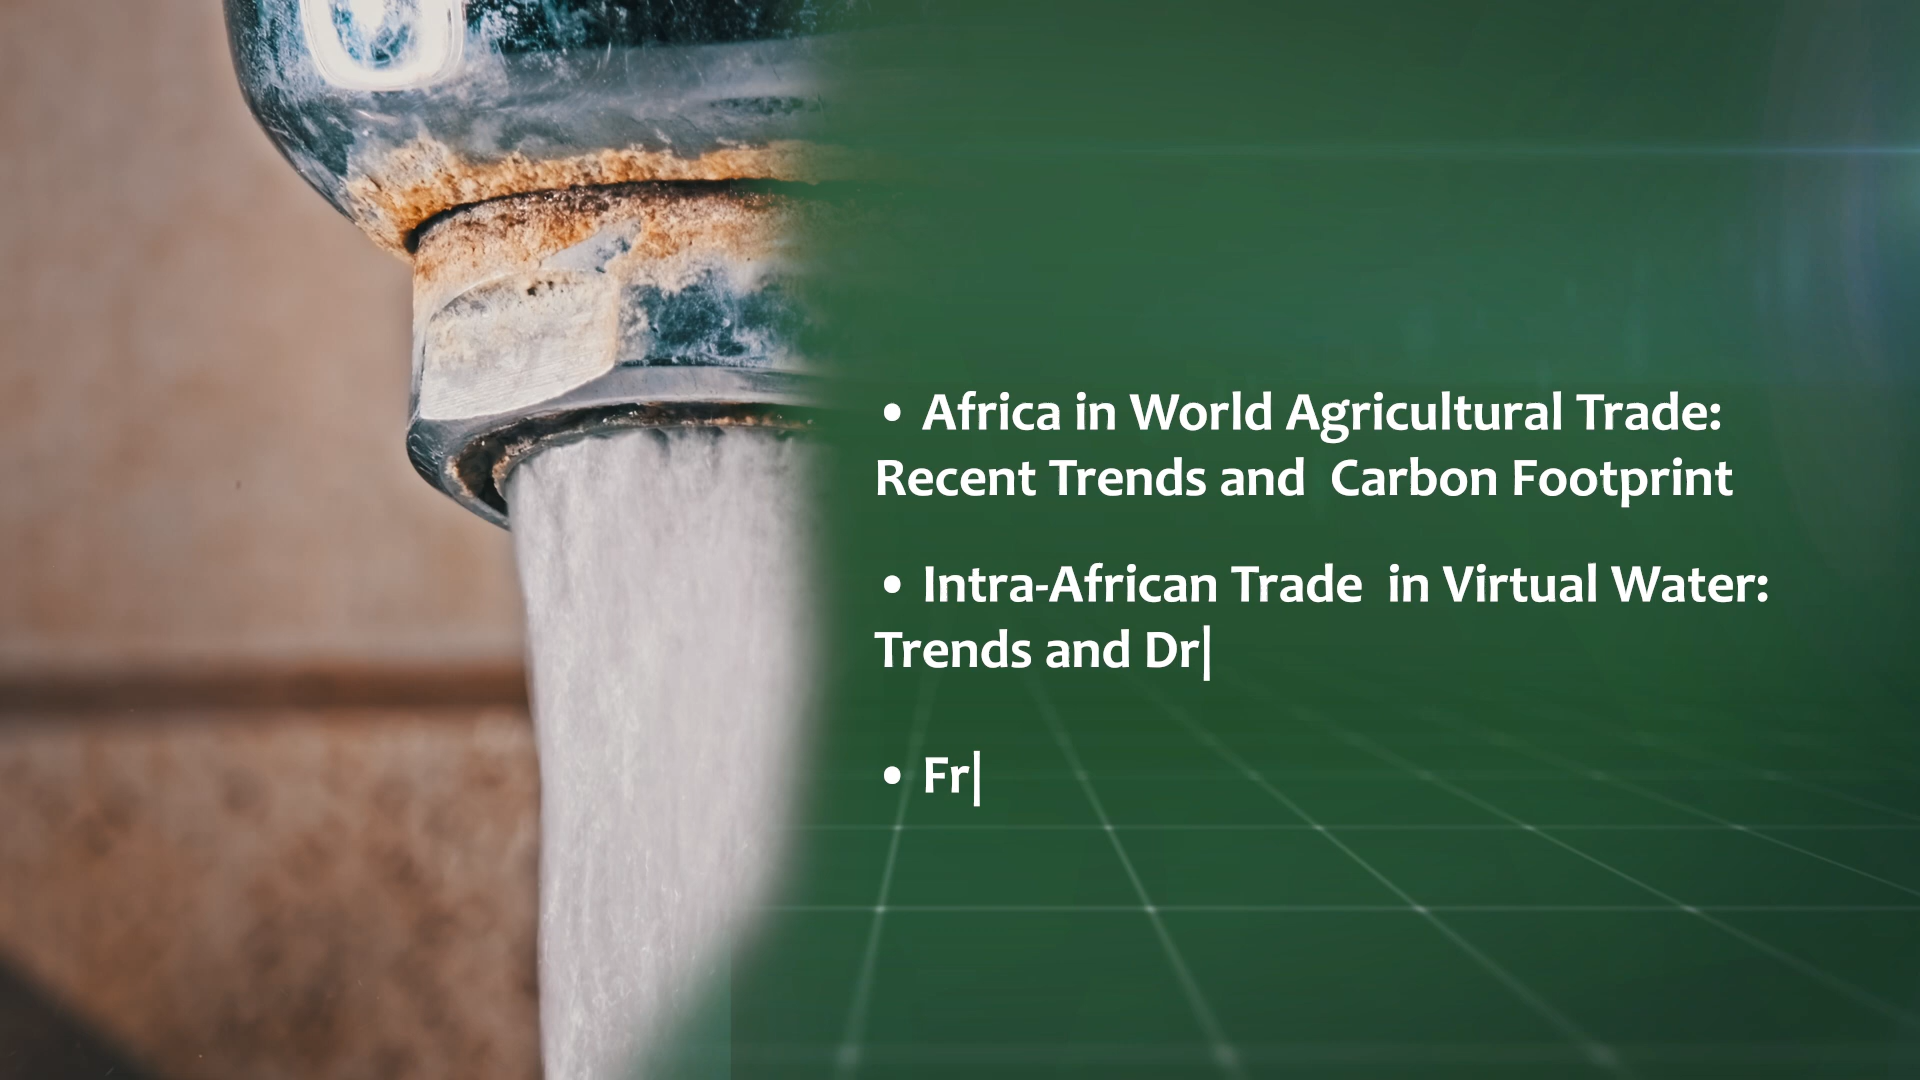 • Africa in World Agricultural Trade:
Recent Trends and Carbon Footprint
• Intra-African Trade in Virtual Water:
Trends and Dr|
• Fr|